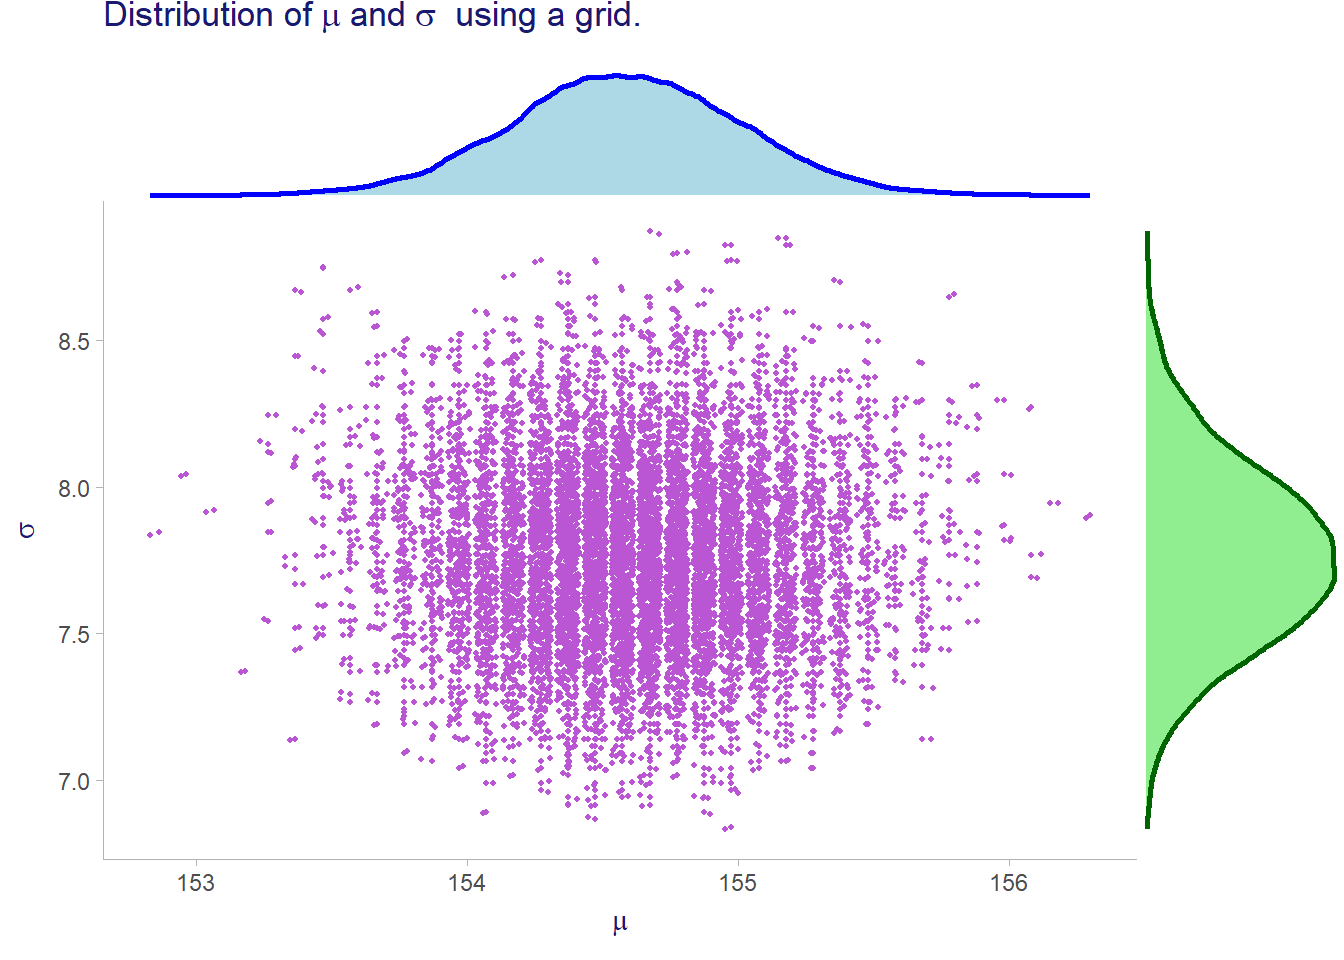 Distribution of μ and σ using a grid.
8.5
8.0
7.5
7.0
σ
153 154 155 156
μ